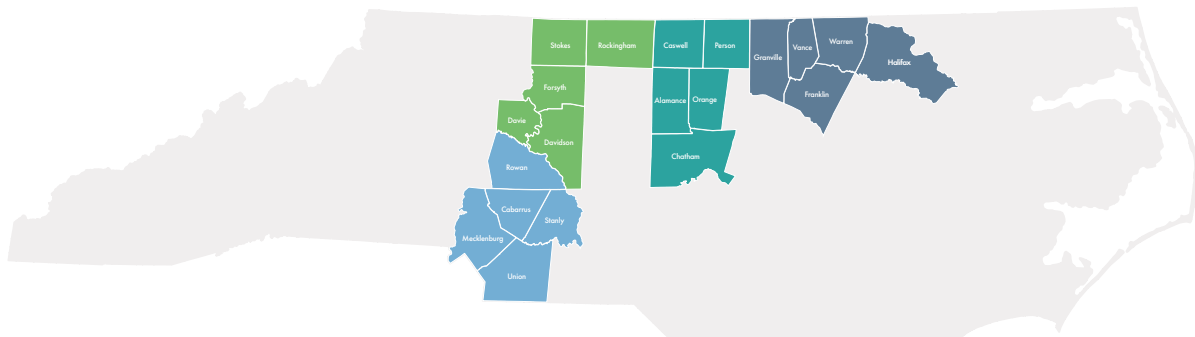 Stokes
Rockingham
Caswell
Person
Granville
Vance
Warren
Halifax
Forsyth
Alamance
Orange
Franklin
Davie
Davidson
Chatham
Rowan
Cabarrus
Stanly
Mecklenburg
Union